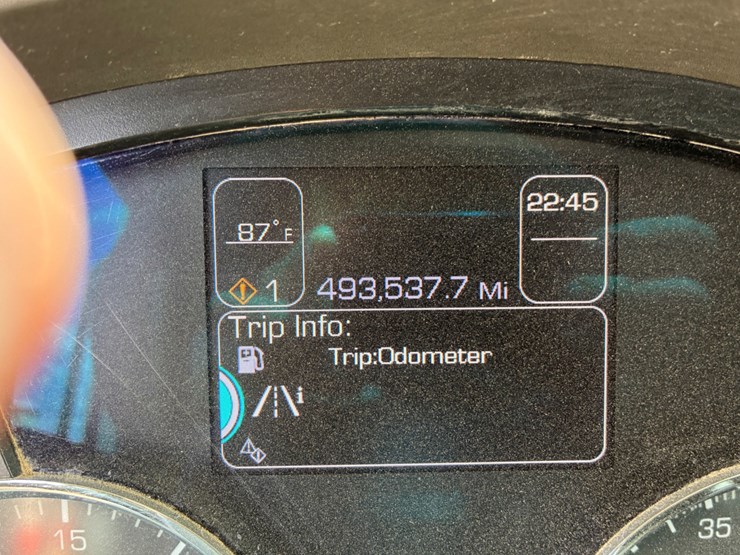 22:45
87°F
1
493,537.7 Mi
Trip Info:
Trip:Odometer
i
15
35